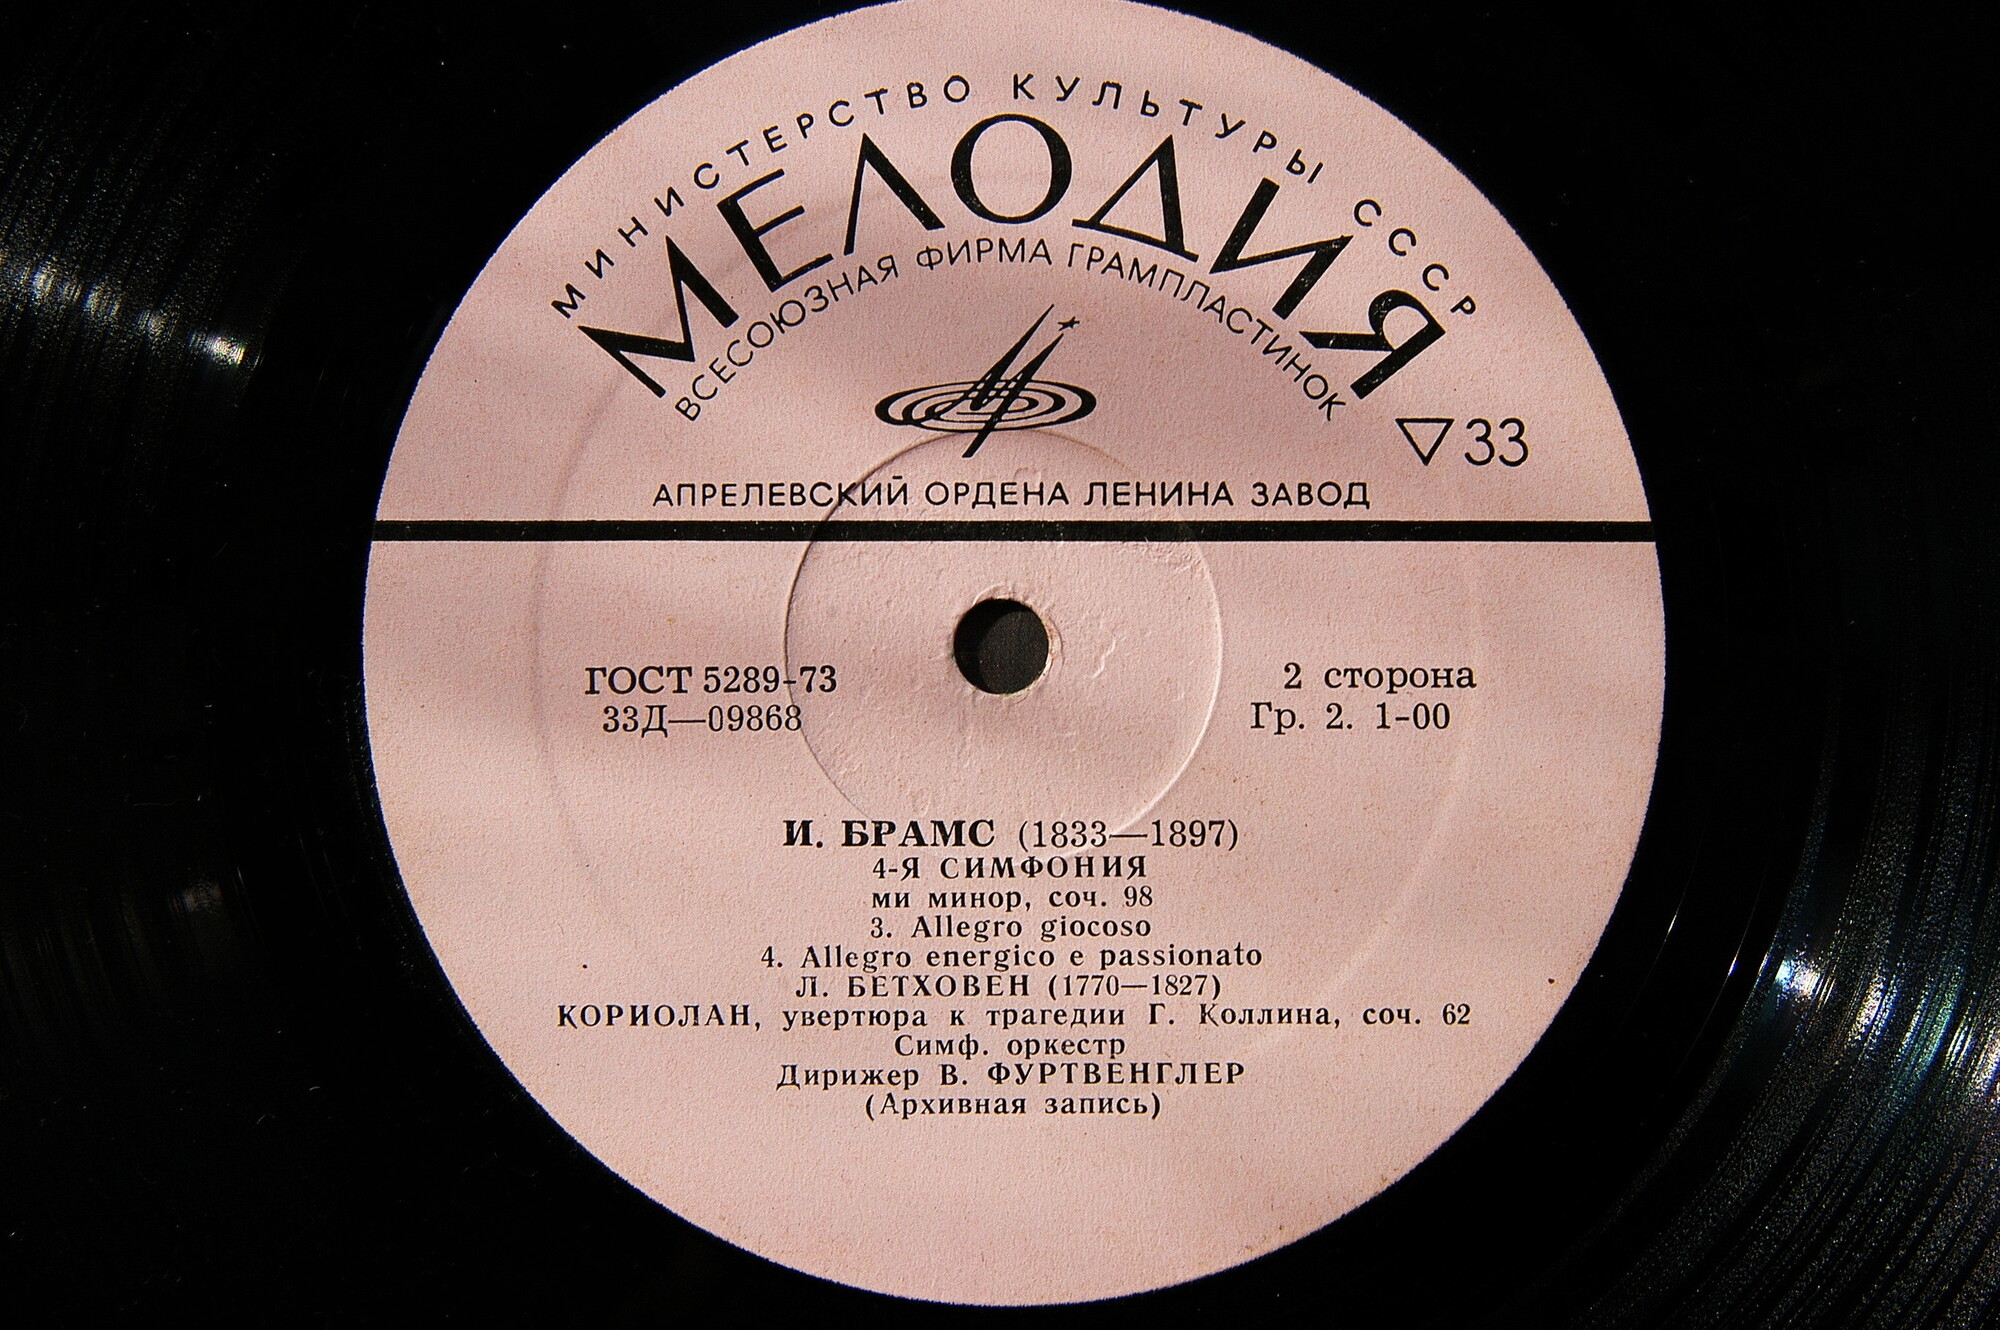 МИНИСТЕРСТВО КУЛЬТУРЫ СССР
МЕЛОДИЯ
ВСЕСОЮЗНАЯ ФИРМА ГРАМПЛАСТИНОК
33
АПРЕЛЕВСКИЙ ОРДЕНА ЛЕНИНА ЗАВОД
ГОСТ 5289-73
33Д—09868
2 сторона
Гр. 2. 1-00
И. БРАМС (1833—1897)
4-Я СИМФОНИЯ
ми минор, соч. 98
3. Allegro giocoso
4. Allegro energico e passionato
Л. БЕТХОВЕН (1770—1827)
КОРИОЛАН, увертюра к трагедии Г. Коллина, соч. 62
Симф. оркестр
Дирижер В. ФУРТВЕНГЛЕР
(Архивная запись)